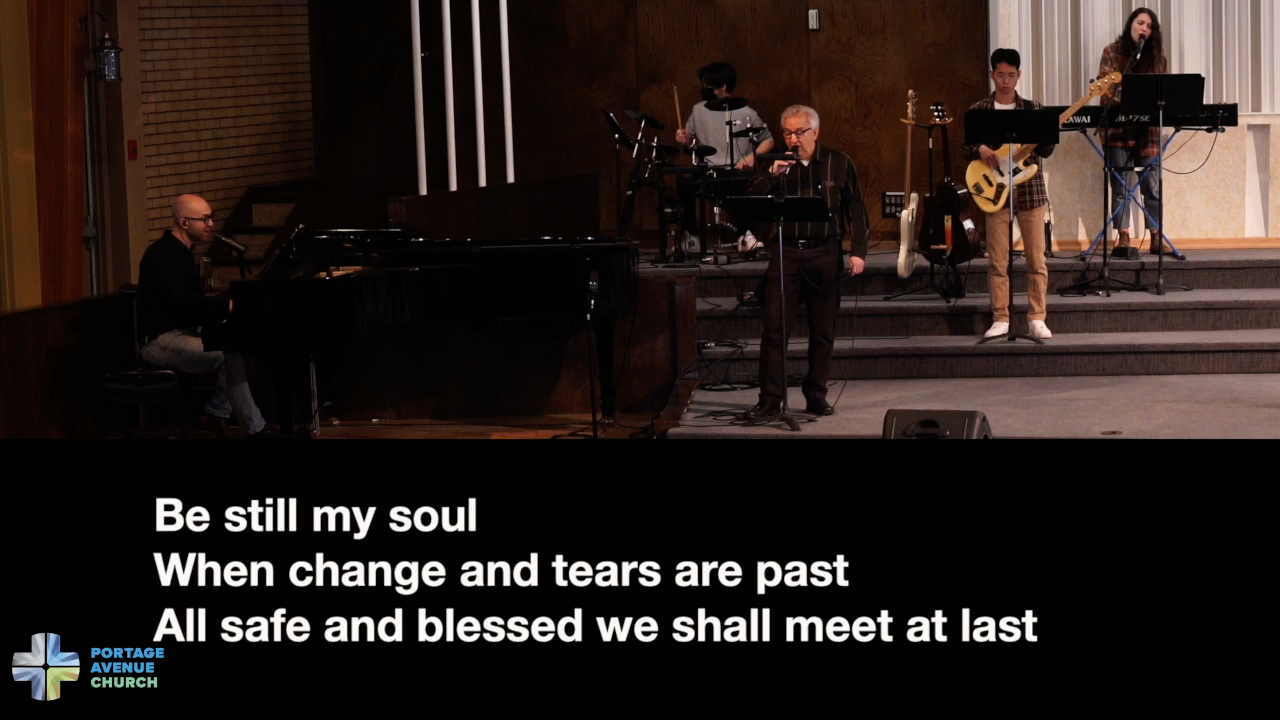 KAWAI MP7SE
Be still my soul
When change and tears are past
All safe and blessed we shall meet at last
PORTAGE
AVENUE
CHURCH